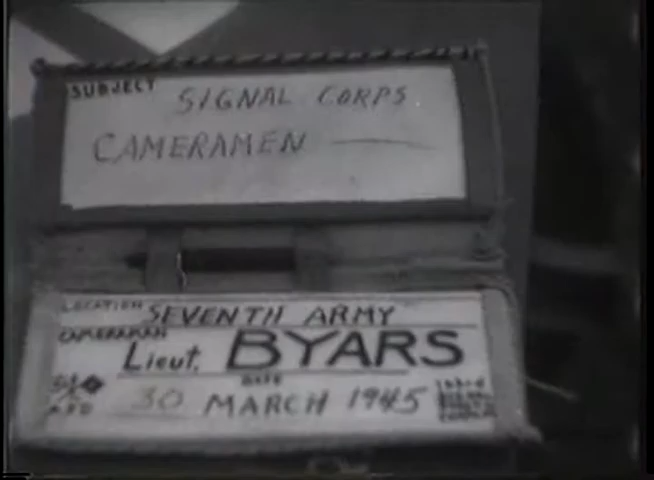 SUBJECT SIGNAL CORPS
CAMERAMEN
LOCATION SEVENTH ARMY
CAMERAMAN
Lieut. BYARS
DATE
30 MARCH 1945